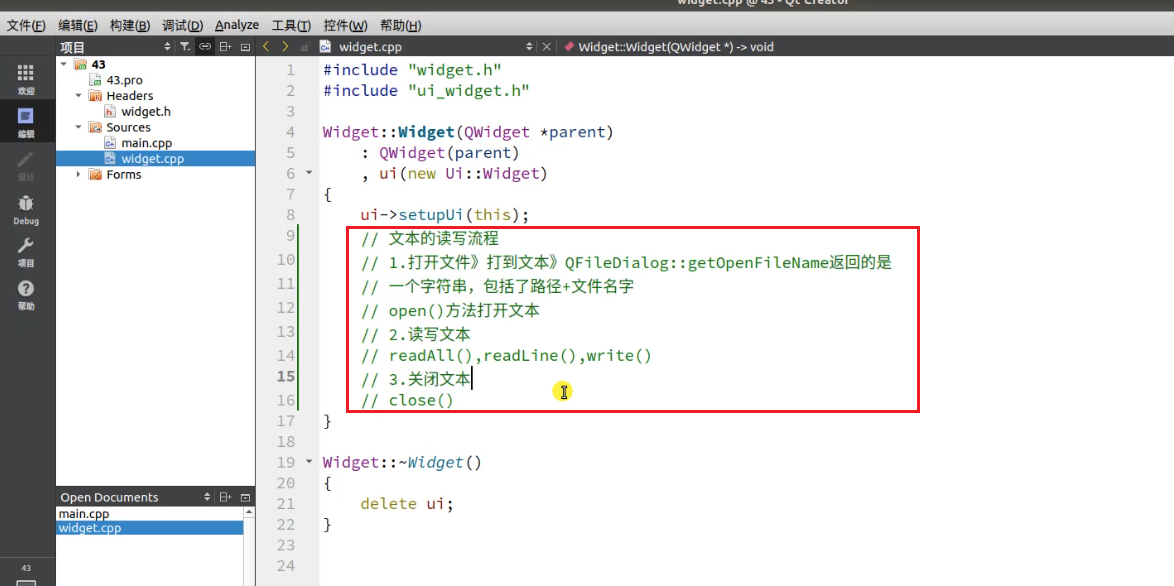 widget.cpp @ 43 - Qt Creator
文件(F) 编辑(E) 构建(B) 调试(D) Analyze 工具(T) 控件(W) 帮助(H)
项目
widget.cpp
Widget::Widget(QWidget *) -> void
欢迎
编辑
设计
Debug
项目
帮助
43
43.pro
Headers
widget.h
Sources
main.cpp
widget.cpp
Forms
1 #include "widget.h"
2 #include "ui_widget.h"
3
4 Widget::Widget(QWidget *parent)
5 : QWidget(parent)
6 , ui(new Ui::Widget)
7 {
8 ui->setupUi(this);
9 // 文本的读写流程
10 // 1.打开文件》打到文本》QFileDialog::getOpenFileName返回的是
11 // 一个字符串，包括了路径+文件名字
12 // open()方法打开文本
13 // 2.读写文本
14 // readAll(),readLine(),write()
15 // 3.关闭文本
16 // close()
17 }
18
19 Widget::~Widget()
20 {
21 delete ui;
22 }
23
24
Open Documents
main.cpp
widget.cpp
43